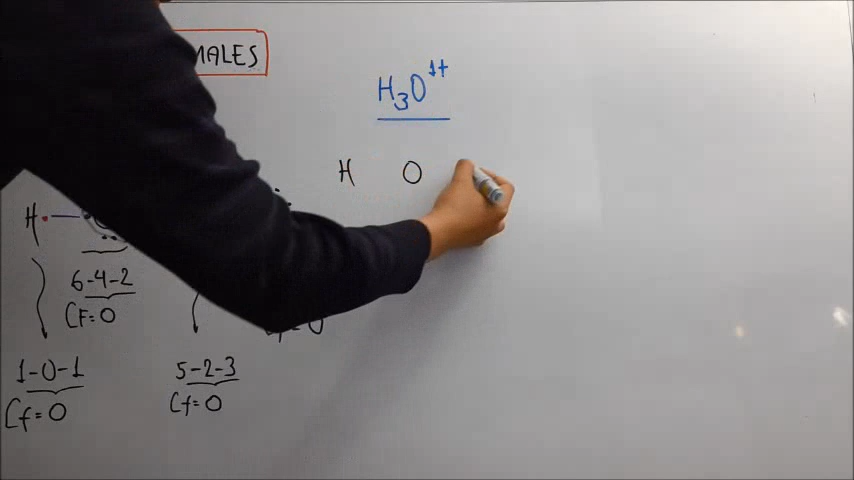 MALES
H₃O¹⁺
H O
H
6-4-2
CF=0
1-0-1
Cf=0
5-2-3
Cf=0